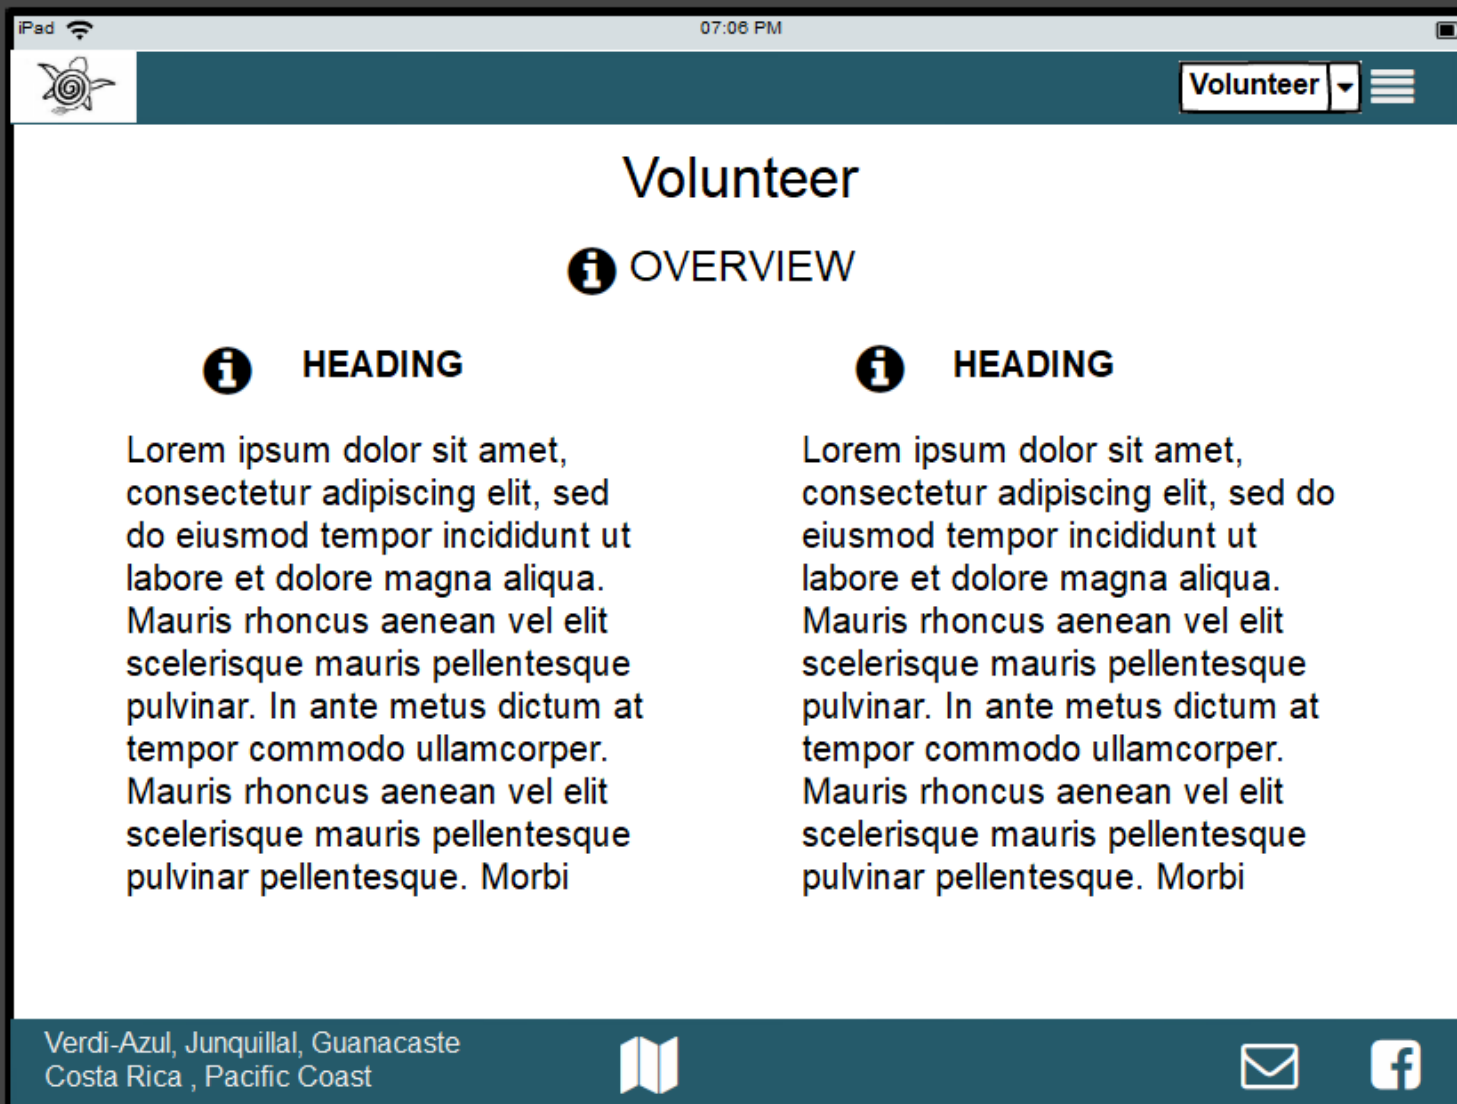 iPad
07:06 PM
Volunteer
Volunteer
OVERVIEW
HEADING
Lorem ipsum dolor sit amet,
consectetur adipiscing elit, sed
do eiusmod tempor incididunt ut
labore et dolore magna aliqua.
Mauris rhoncus aenean vel elit
scelerisque mauris pellentesque
pulvinar. In ante metus dictum at
tempor commodo ullamcorper.
Mauris rhoncus aenean vel elit
scelerisque mauris pellentesque
pulvinar pellentesque. Morbi
HEADING
Lorem ipsum dolor sit amet,
consectetur adipiscing elit, sed do
eiusmod tempor incididunt ut
labore et dolore magna aliqua.
Mauris rhoncus aenean vel elit
scelerisque mauris pellentesque
pulvinar. In ante metus dictum at
tempor commodo ullamcorper.
Mauris rhoncus aenean vel elit
scelerisque mauris pellentesque
pulvinar pellentesque. Morbi
Verdi-Azul, Junquillal, Guanacaste
Costa Rica , Pacific Coast